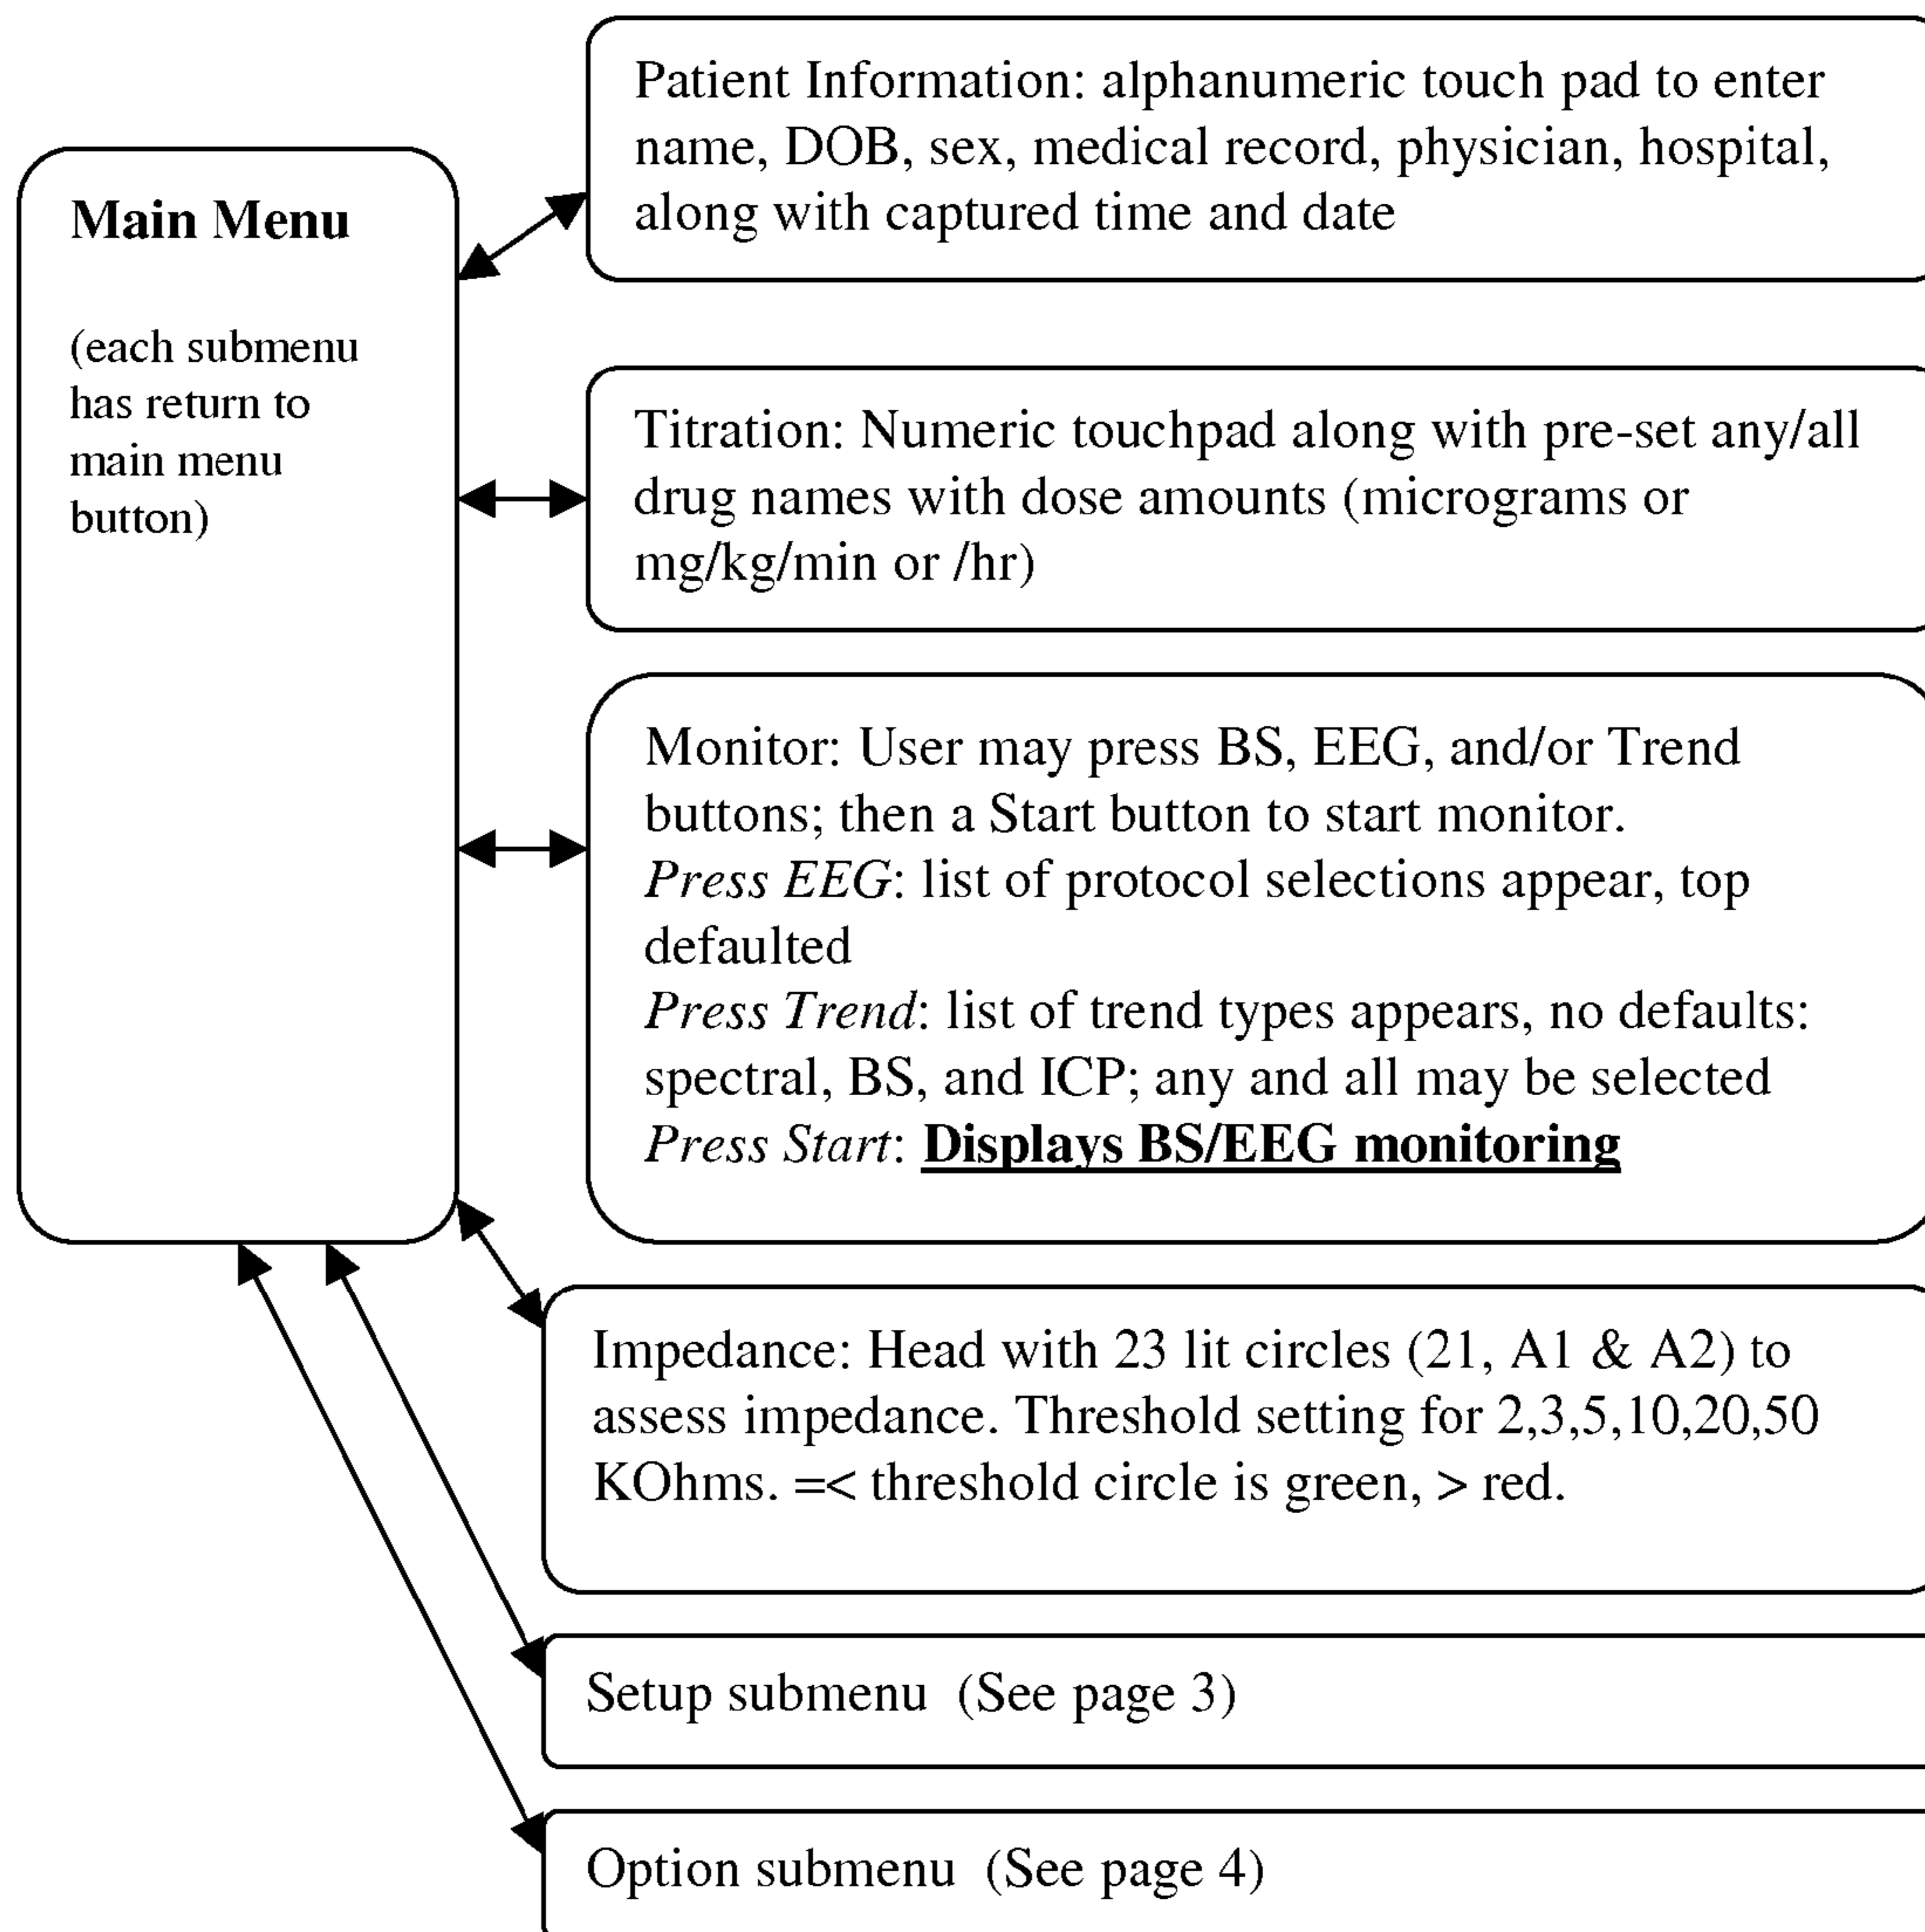 Main Menu
(each submenu
has return to
main menu
button)
Patient Information: alphanumeric touch pad to enter
name, DOB, sex, medical record, physician, hospital,
along with captured time and date
Titration: Numeric touchpad along with pre-set any/all
drug names with dose amounts (micrograms or
mg/kg/min or /hr)
Monitor: User may press BS, EEG, and/or Trend
buttons; then a Start button to start monitor.
Press EEG: list of protocol selections appear, top
defaulted
Press Trend: list of trend types appears, no defaults:
spectral, BS, and ICP; any and all may be selected
Press Start: Displays BS/EEG monitoring
Impedance: Head with 23 lit circles (21, A1 & A2) to
assess impedance. Threshold setting for 2,3,5,10,20,50
KOhms. =< threshold circle is green, > red.
Setup submenu  (See page 3)
Option submenu  (See page 4)